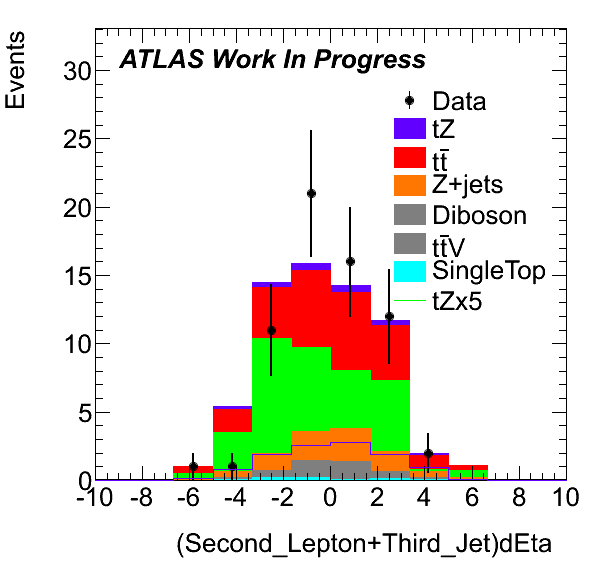 Events
ATLAS Work In Progress
30
25
20
15
10
5
0
Data
tZ
tt̄
Z+jets
Diboson
tt̄V
SingleTop
tZx5
-10 -8 -6 -4 -2 0 2 4 6 8 10
(Second_Lepton+Third_Jet)dEta